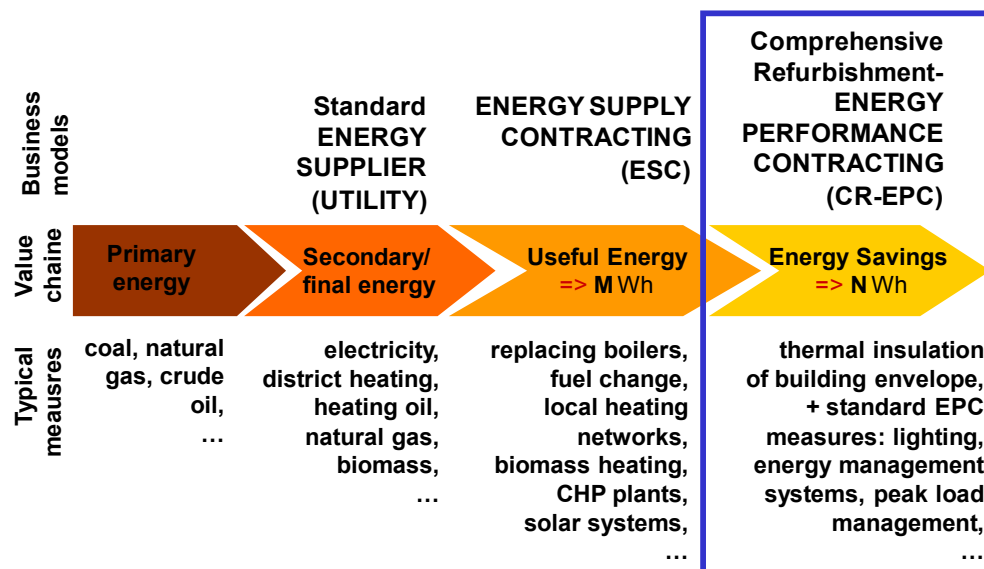 Business
models
Standard
ENERGY
SUPPLIER
(UTILITY)
ENERGY SUPPLY
CONTRACTING
(ESC)
Comprehensive
Refurbishment-
ENERGY
PERFORMANCE
CONTRACTING
(CR-EPC)
Value
chaine
Primary
energy
Secondary/
final energy
Useful Energy
=> M Wh
Energy Savings
=> N Wh
Typical
meausres
coal, natural
gas, crude
oil,
...
electricity,
district heating,
heating oil,
natural gas,
biomass,
...
replacing boilers,
fuel change,
local heating
networks,
biomass heating,
CHP plants,
solar systems,
...
thermal insulation
of building envelope,
+ standard EPC
measures: lighting,
energy management
systems, peak load
management,
...